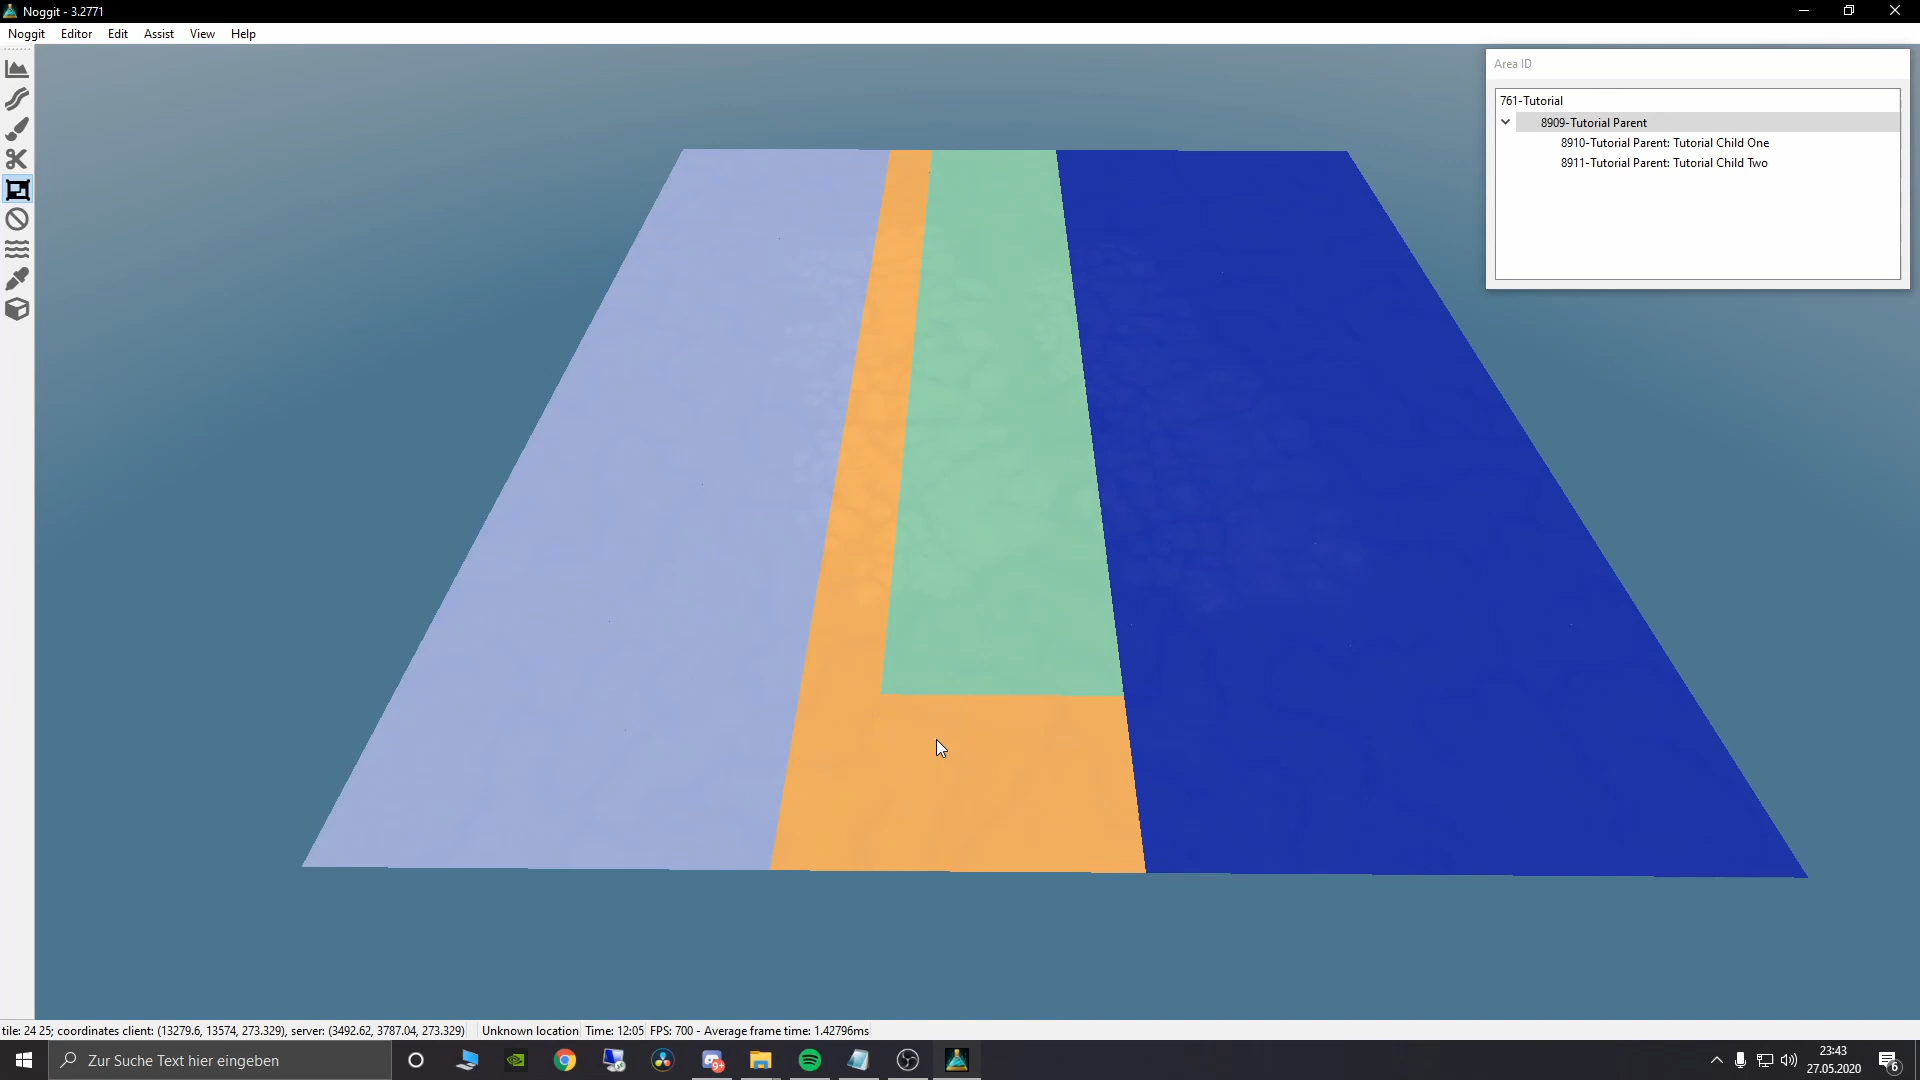 Noggit - 3.2771
Noggit Editor Edit Assist View Help
Area ID
761-Tutorial
8909-Tutorial Parent
8910-Tutorial Parent: Tutorial Child One
8911-Tutorial Parent: Tutorial Child Two
tile: 24 25; coordinates client: (13279.6, 13574, 273.329), server: (3492.62, 3787.04, 273.329) Unknown location Time: 12:05 FPS: 700 - Average frame time: 1.42796ms
Zur Suche Text hier eingeben
9+
23:43
27.05.2020
6